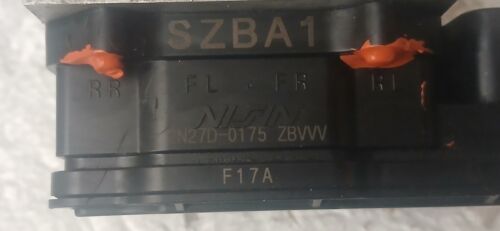 SZBA1
RR FL · FR RL
N27D-0175 ZBVVV
F17A